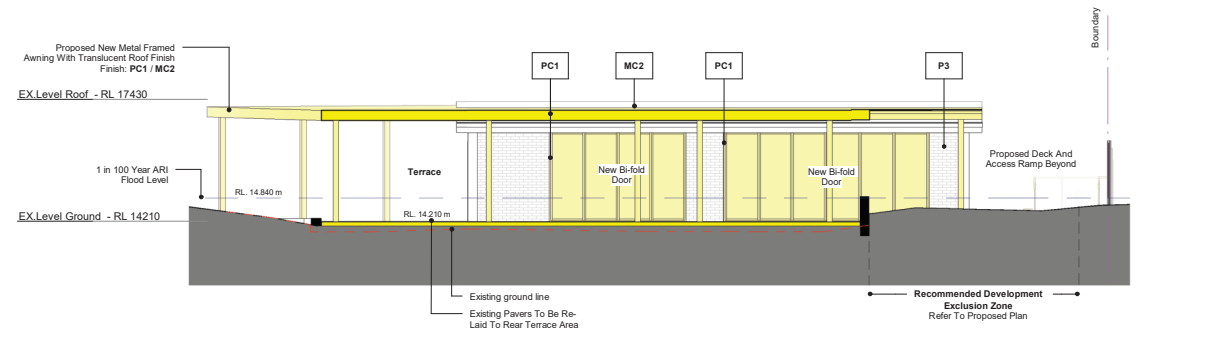 Boundary
Proposed New Metal Framed
Awning With Translucent Roof Finish
Finish: PC1 / MC2
PC1
MC2
PC1
P3
EX.Level Roof - RL 17430
1 in 100 Year ARI
Flood Level
Terrace
New Bi-fold
Door
New Bi-fold
Door
Proposed Deck And
Access Ramp Beyond
RL. 14.840 m
EX.Level Ground - RL 14210
RL. 14.210 m
Existing ground line
Existing Pavers To Be Re-
Laid To Rear Terrace Area
Recommended Development
Exclusion Zone
Refer To Proposed Plan